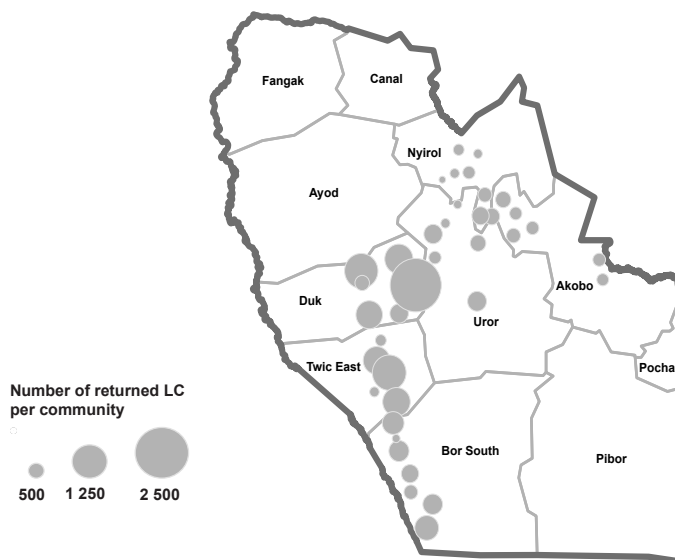 Fangak
Canal
Nyirol
Ayod
Akobo
Duk
Uror
Twic East
Pocha
Number of returned LC
per community
Bor South
Pibor
500 1 250 2 500